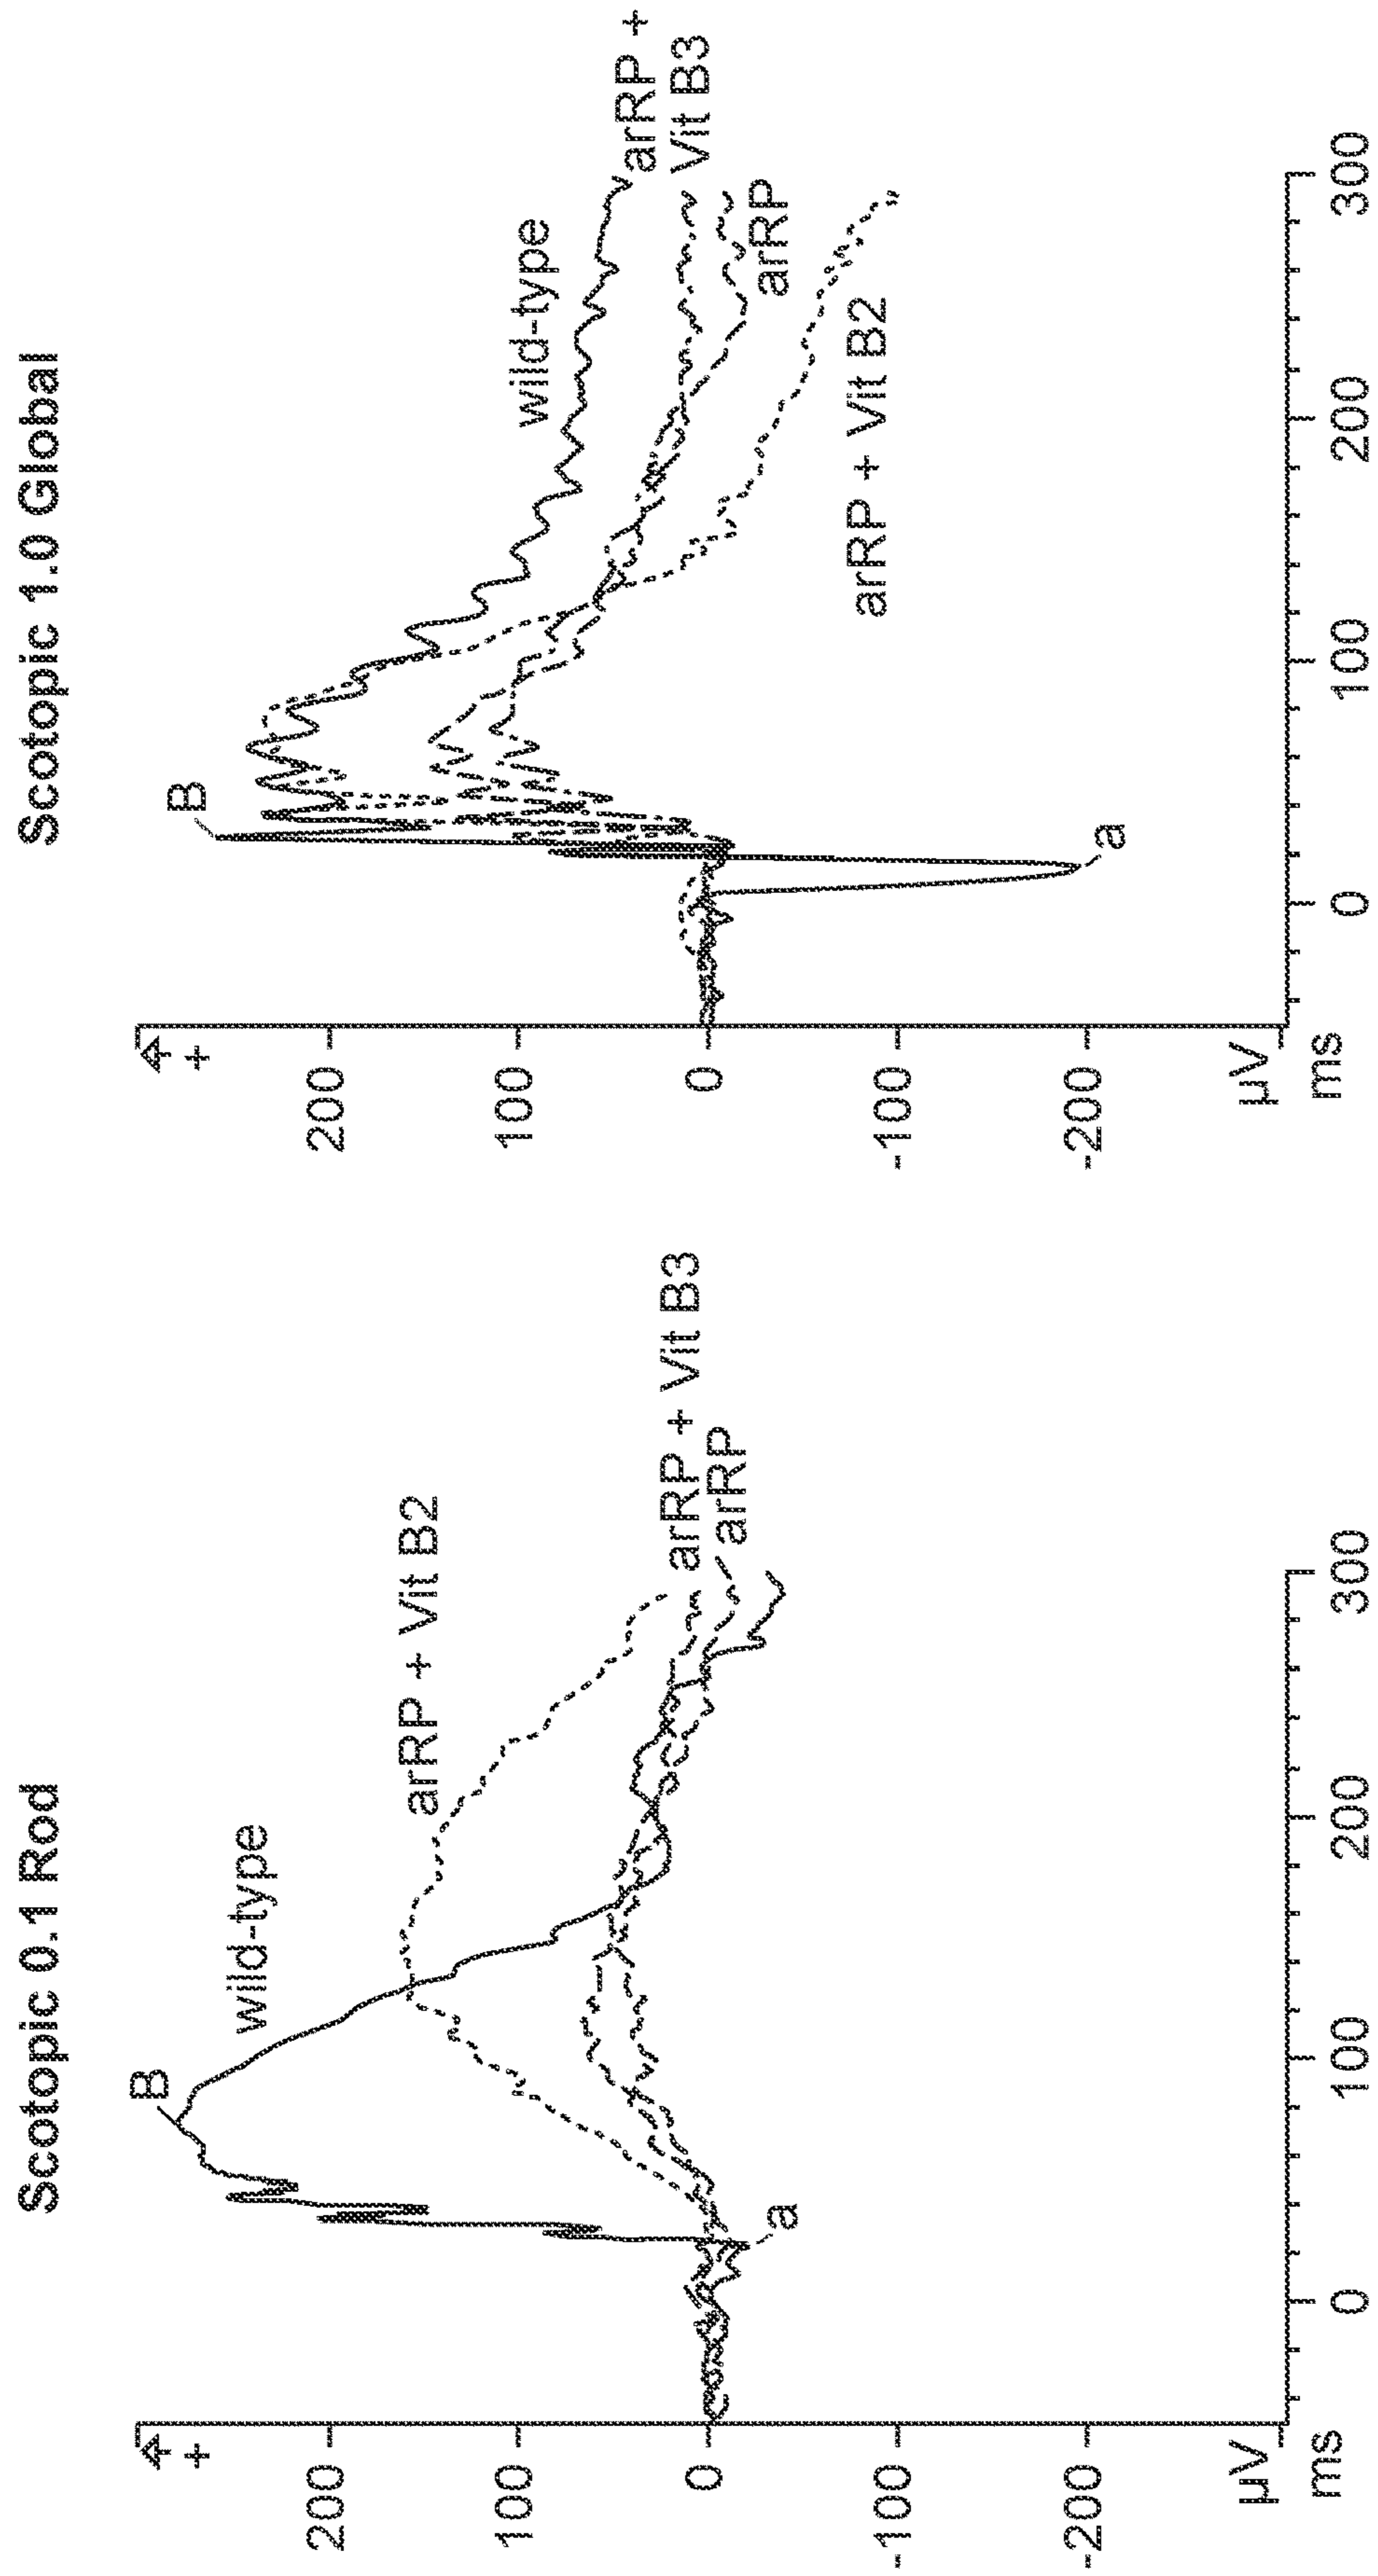 Scotopic 0.1 Rod
+
200
100
0
-100
-200
µV
ms
0
100
200
300
B
wild-type
arRP + Vit B2
arRP + Vit B3
arRP
a
Scotopic 1.0 Global
+
200
100
0
-100
-200
µV
ms
0
100
200
300
B
wild-type
arRP +
Vit B3
arRP
arRP + Vit B2
a